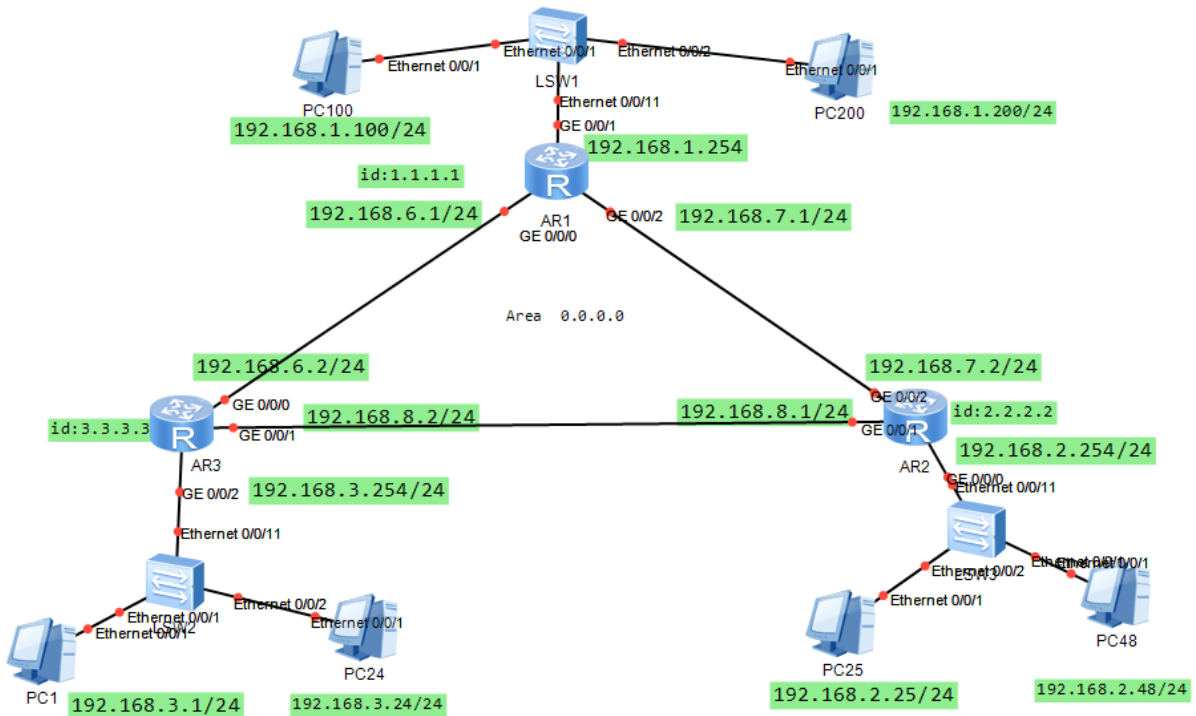 Ethernet 0/0/1
Ethernet 0/0/1
Ethernet 0/0/2
Ethernet 0/0/1
PC100
LSW1
PC200
192.168.1.100/24
Ethernet 0/0/11
192.168.1.200/24
GE 0/0/1
192.168.1.254
R
id:1.1.1.1
192.168.6.1/24
AR1
GE 0/0/2
192.168.7.1/24
GE 0/0/0
Area 0.0.0.0
192.168.6.2/24
192.168.7.2/24
GE 0/0/0
GE 0/0/2
id:3.3.3.3
R
GE 0/0/1
192.168.8.2/24
192.168.8.1/24
GE 0/0/1
R
id:2.2.2.2
AR3
AR2
192.168.2.254/24
GE 0/0/2
192.168.3.254/24
GE 0/0/0
Ethernet 0/0/11
Ethernet 0/0/11
LSW3
Ethernet 0/0/2
Ethernet 0/0/1
Ethernet 0/0/1
Ethernet 0/0/1
Ethernet 0/0/2
Ethernet 0/0/1
Ethernet 0/0/1
Ethernet 0/0/1
LSW2
PC1
PC24
PC25
PC48
192.168.3.1/24
192.168.3.24/24
192.168.2.25/24
192.168.2.48/24